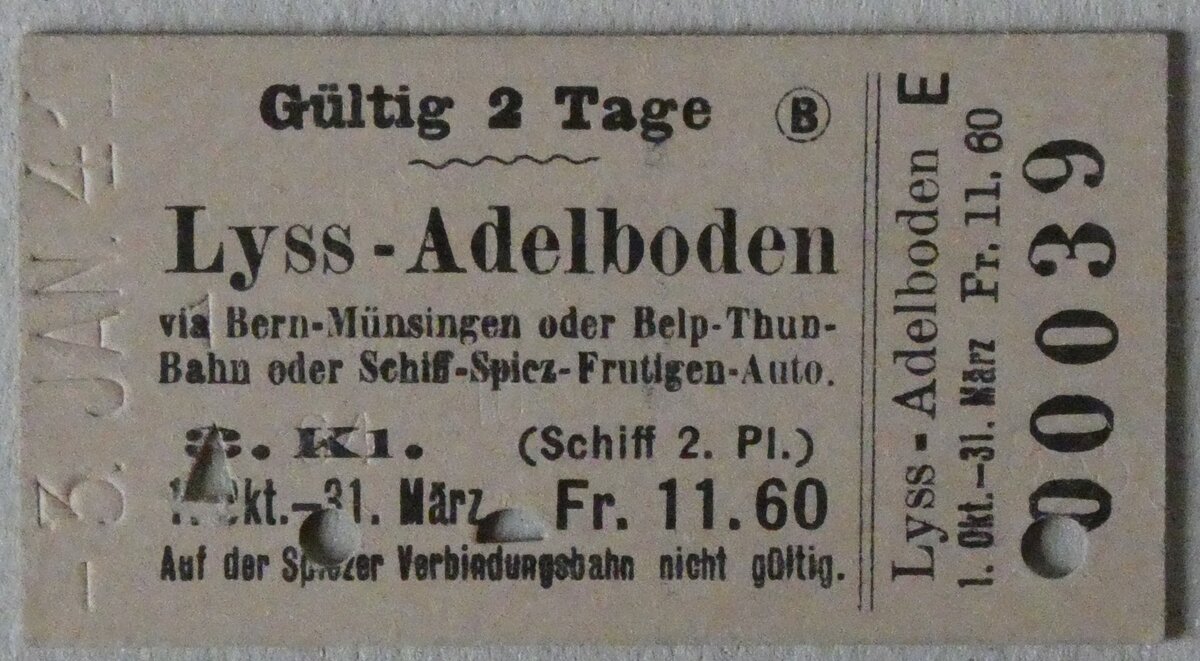 Gültig 2 Tage B
Lyss-Adelboden
via Bern-Münsingen oder Belp-Thun-
Bahn oder Schiff-Spiez-Frutigen-Auto.
3. Kl. (Schiff 2. Pl.)
1. Okt.–31. März Fr. 11.60
Auf der Spiezer Verbindungsbahn nicht gültig.
Lyss-Adelboden E
1. Okt.–31. März Fr. 11. 60
00039
–3. JAN. 42